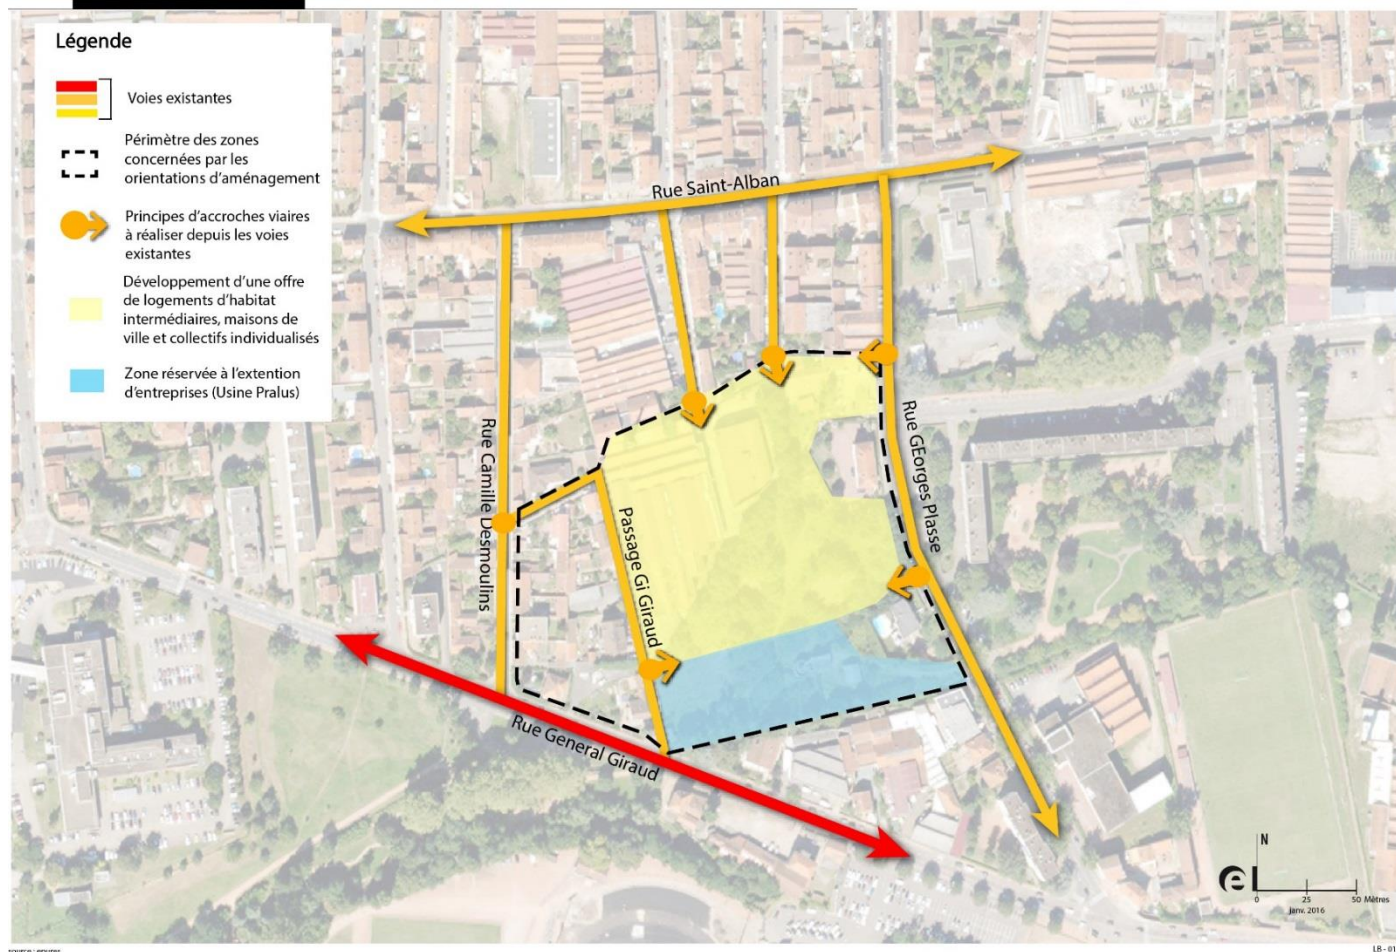 Légende
Voies existantes
Périmètre des zones
concernées par les
orientations d'aménagement
Principes d'accroches viaires
à réaliser depuis les voies
existantes
Développement d'une offre
de logements d'habitat
intermédiaires, maisons de
ville et collectifs individualisés
Zone réservée à l'extention
d'entreprises (Usine Pralus)
Rue Saint-Alban
Rue Camille Desmoulins
Passage Gi Giraud
Rue GEorges Plasse
Rue General Giraud
N
0 25 50 Mètres
janv. 2016
source : epures
LB - 01